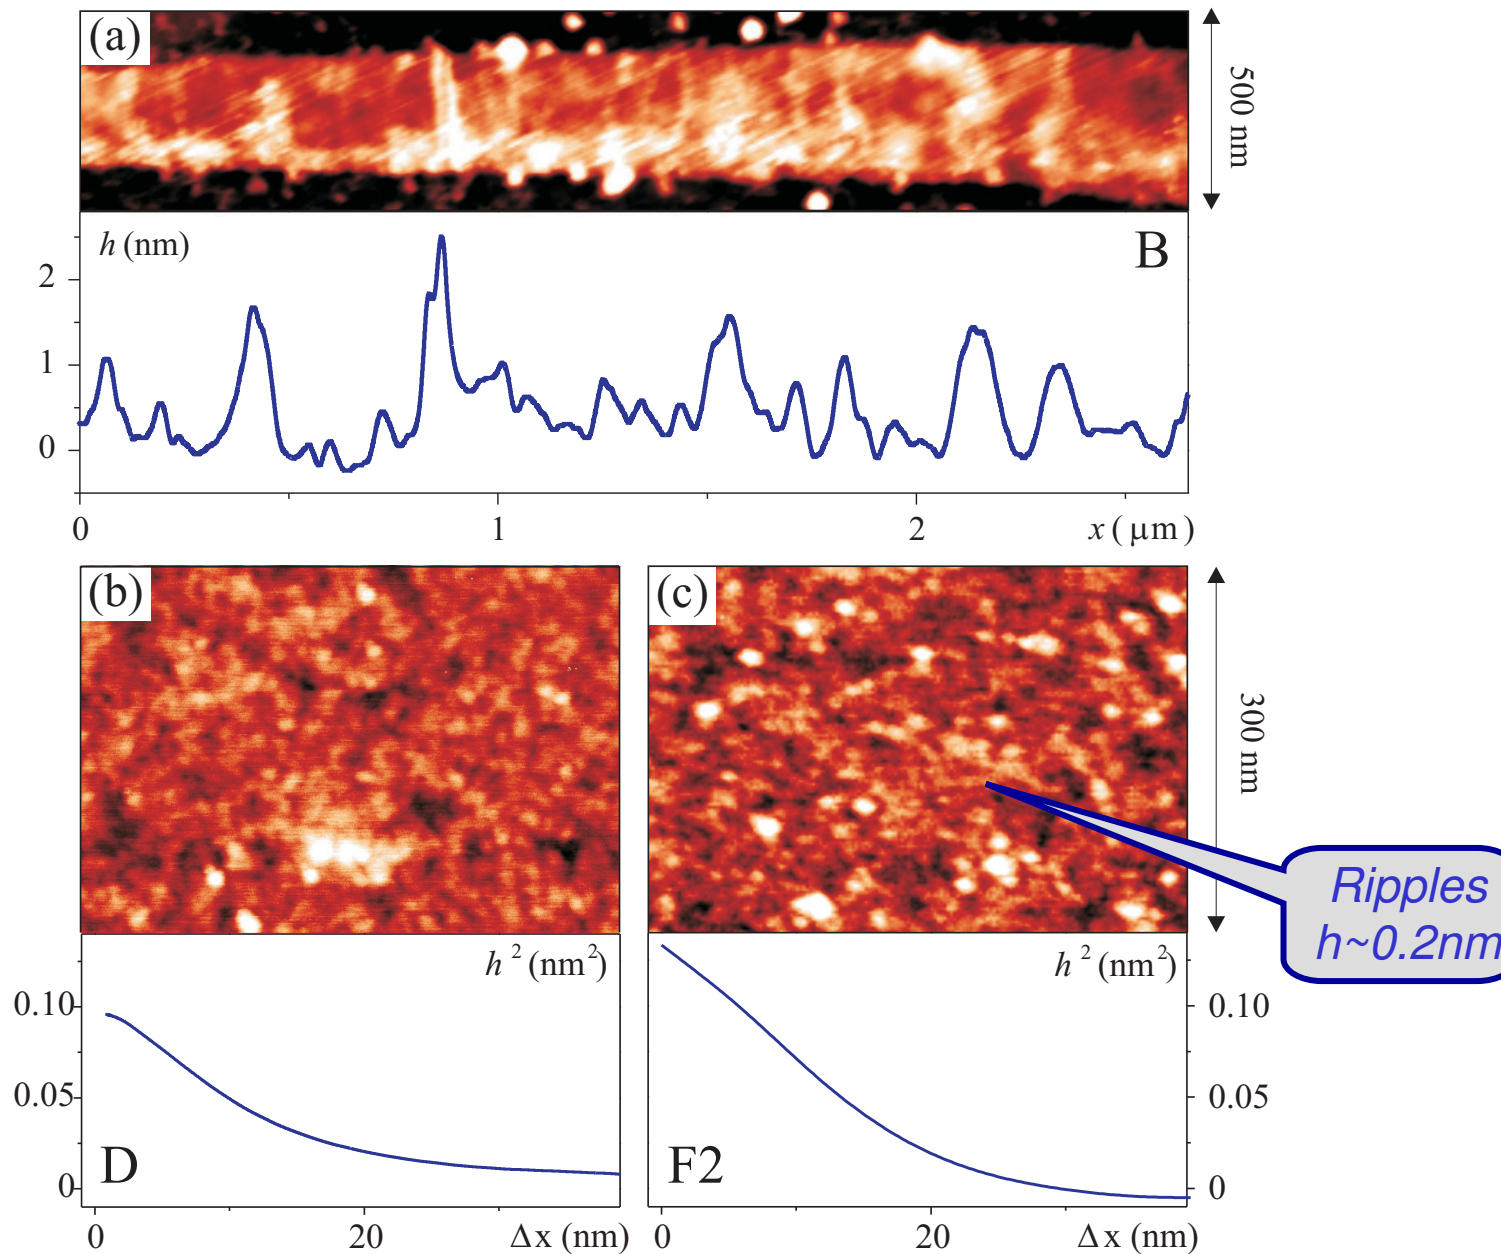 (a)
500 nm
h (nm)
B
2
1
0
0
1
2
x ( μm)
(b)
(c)
300 nm
Ripples
h~0.2nm
h ² (nm²)
0.10
0.05
0
D
0
20
Δx (nm)
h ² (nm²)
0.10
0.05
0
F2
0
20
Δx (nm)